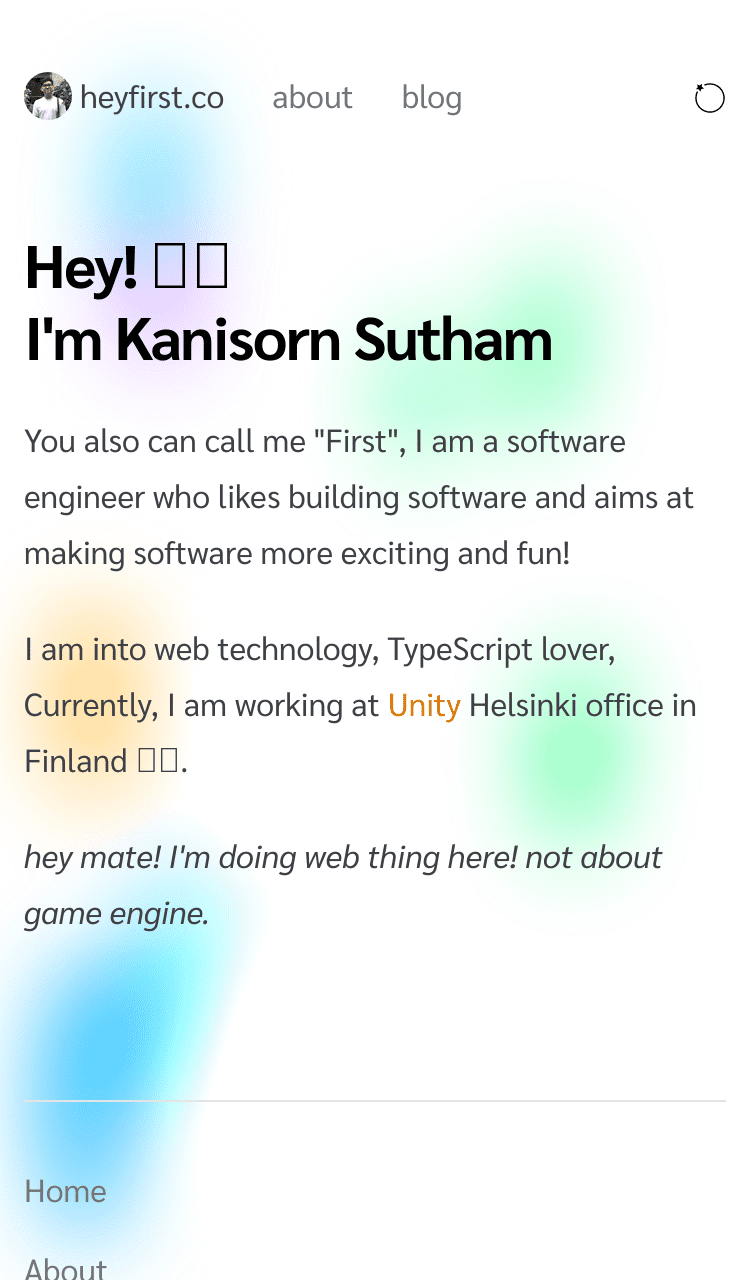 heyfirst.co about blog
Hey!
I'm Kanisorn Sutham
You also can call me "First", I am a software
engineer who likes building software and aims at
making software more exciting and fun!
I am into web technology, TypeScript lover,
Currently, I am working at Unity Helsinki office in
Finland .
hey mate! I'm doing web thing here! not about
game engine.
Home
About